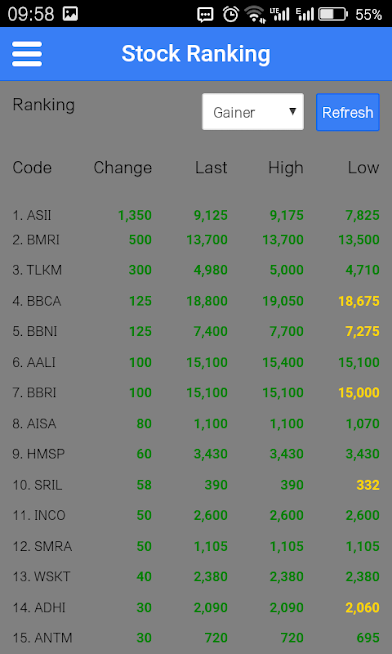 09:58 LTE E 55%
Stock Ranking
Ranking Gainer Refresh
Code Change Last High Low
1. ASII 1,350 9,125 9,175 7,825
2. BMRI 500 13,700 13,700 13,500
3. TLKM 300 4,980 5,000 4,710
4. BBCA 125 18,800 19,050 18,675
5. BBNI 125 7,400 7,700 7,275
6. AALI 100 15,100 15,400 15,100
7. BBRI 100 15,100 15,100 15,000
8. AISA 80 1,100 1,100 1,070
9. HMSP 60 3,430 3,430 3,430
10. SRIL 58 390 390 332
11. INCO 50 2,600 2,600 2,600
12. SMRA 50 1,105 1,105 1,105
13. WSKT 40 2,380 2,380 2,380
14. ADHI 30 2,090 2,090 2,060
15. ANTM 30 720 720 695